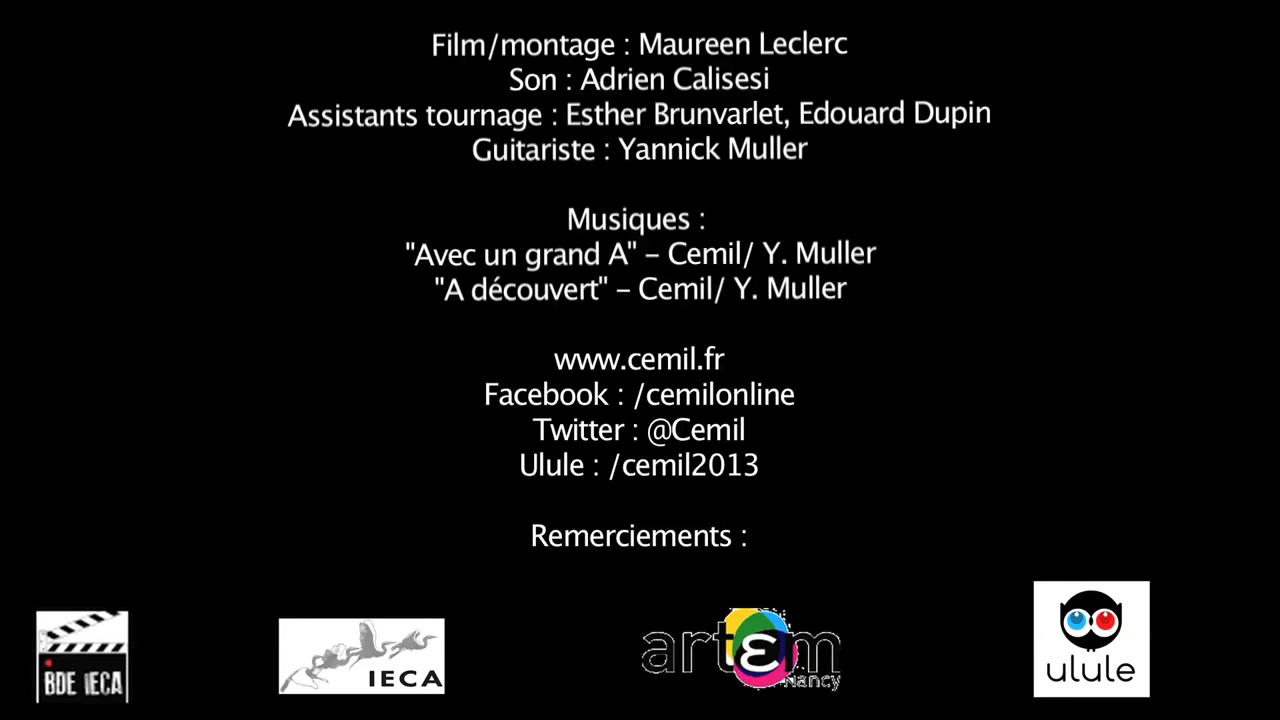 Film/montage : Maureen Leclerc
Son : Adrien Calisesi
Assistants tournage : Esther Brunvarlet, Edouard Dupin
Guitariste : Yannick Muller
Musiques :
"Avec un grand A" – Cemil/ Y. Muller
"A découvert" – Cemil/ Y. Muller
www.cemil.fr
Facebook : /cemilonline
Twitter : @Cemil
Ulule : /cemil2013
Remerciements :
BDE IECA
IECA
artem
Nancy
ulule